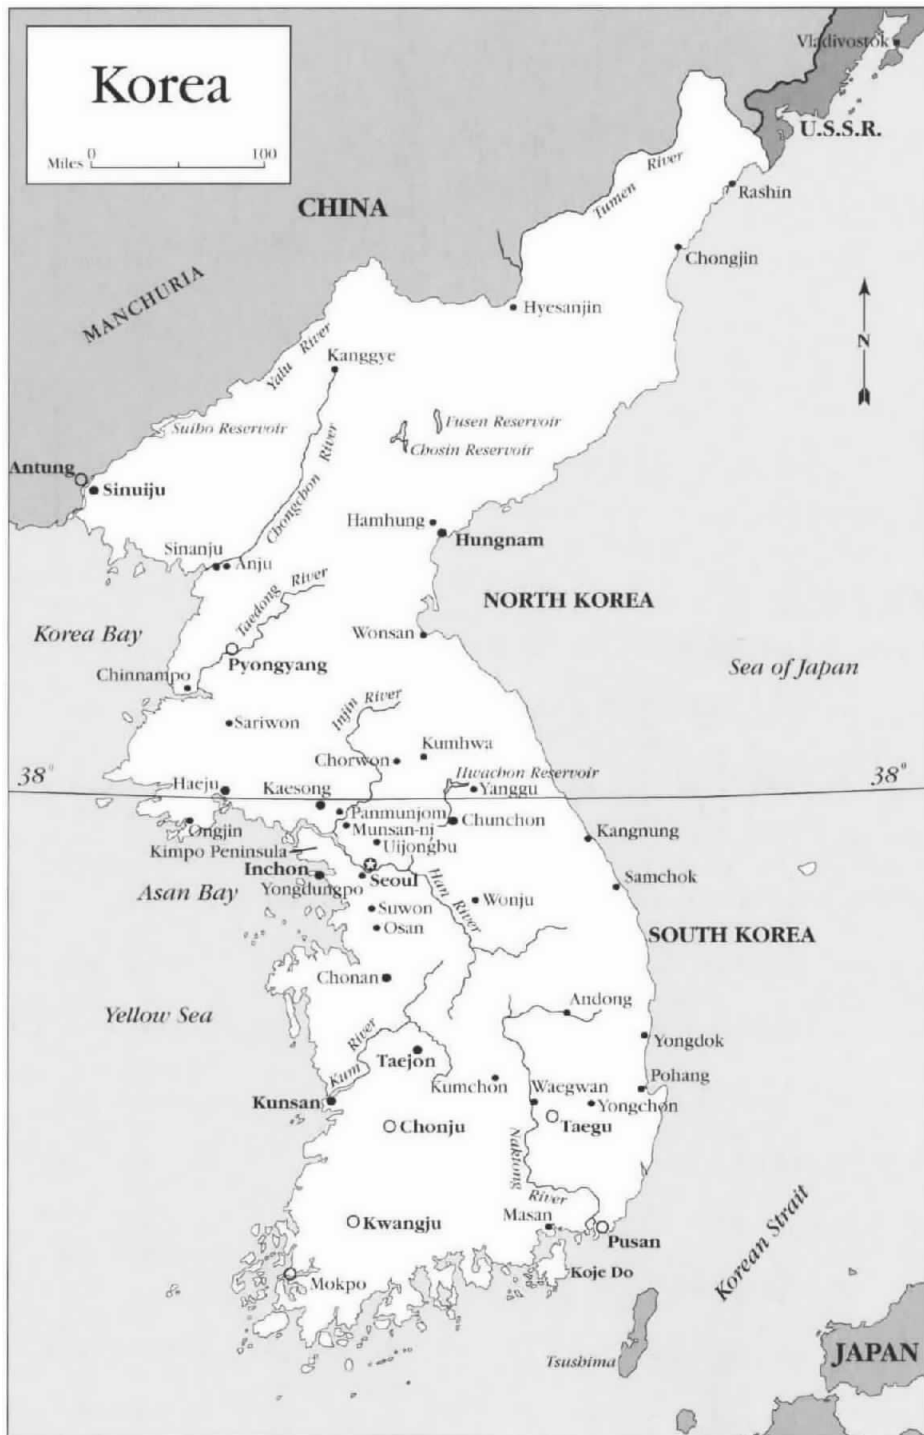 Korea
Miles 0 100
Vladivostok
U.S.S.R.
Tumen River
Rashin
CHINA
Chongjin
MANCHURIA
Hyesanjin
N
Yalu River
Kanggye
Suiho Reservoir
Fusen Reservoir
Chosin Reservoir
Chongchon River
Antung
Sinuiju
Hamhung
Hungnam
Sinanju
Anju
NORTH KOREA
Taedong River
Korea Bay
Wonsan
Pyongyang
Sea of Japan
Chinnampo
Injin River
Sariwon
Kumhwa
Chorwon
Hwachon Reservoir
38°
38°
Haeju
Kaesong
Yanggu
Panmunjom
Ongjin
Munsan-ni
Chunchon
Kangnung
Uijongbu
Kimpo Peninsula
Inchon
Seoul
Samchok
Asan Bay
Yongdungpo
Han River
Wonju
Suwon
Osan
SOUTH KOREA
Chonan
Andong
Yellow Sea
Yongdok
Kum River
Taejon
Kumchon
Waegwan
Pohang
Kunsan
Yongchon
Chonju
Taegu
Naktong River
Masan
Kwangju
Pusan
Korean Strait
Koje Do
Mokpo
Tsushima
JAPAN